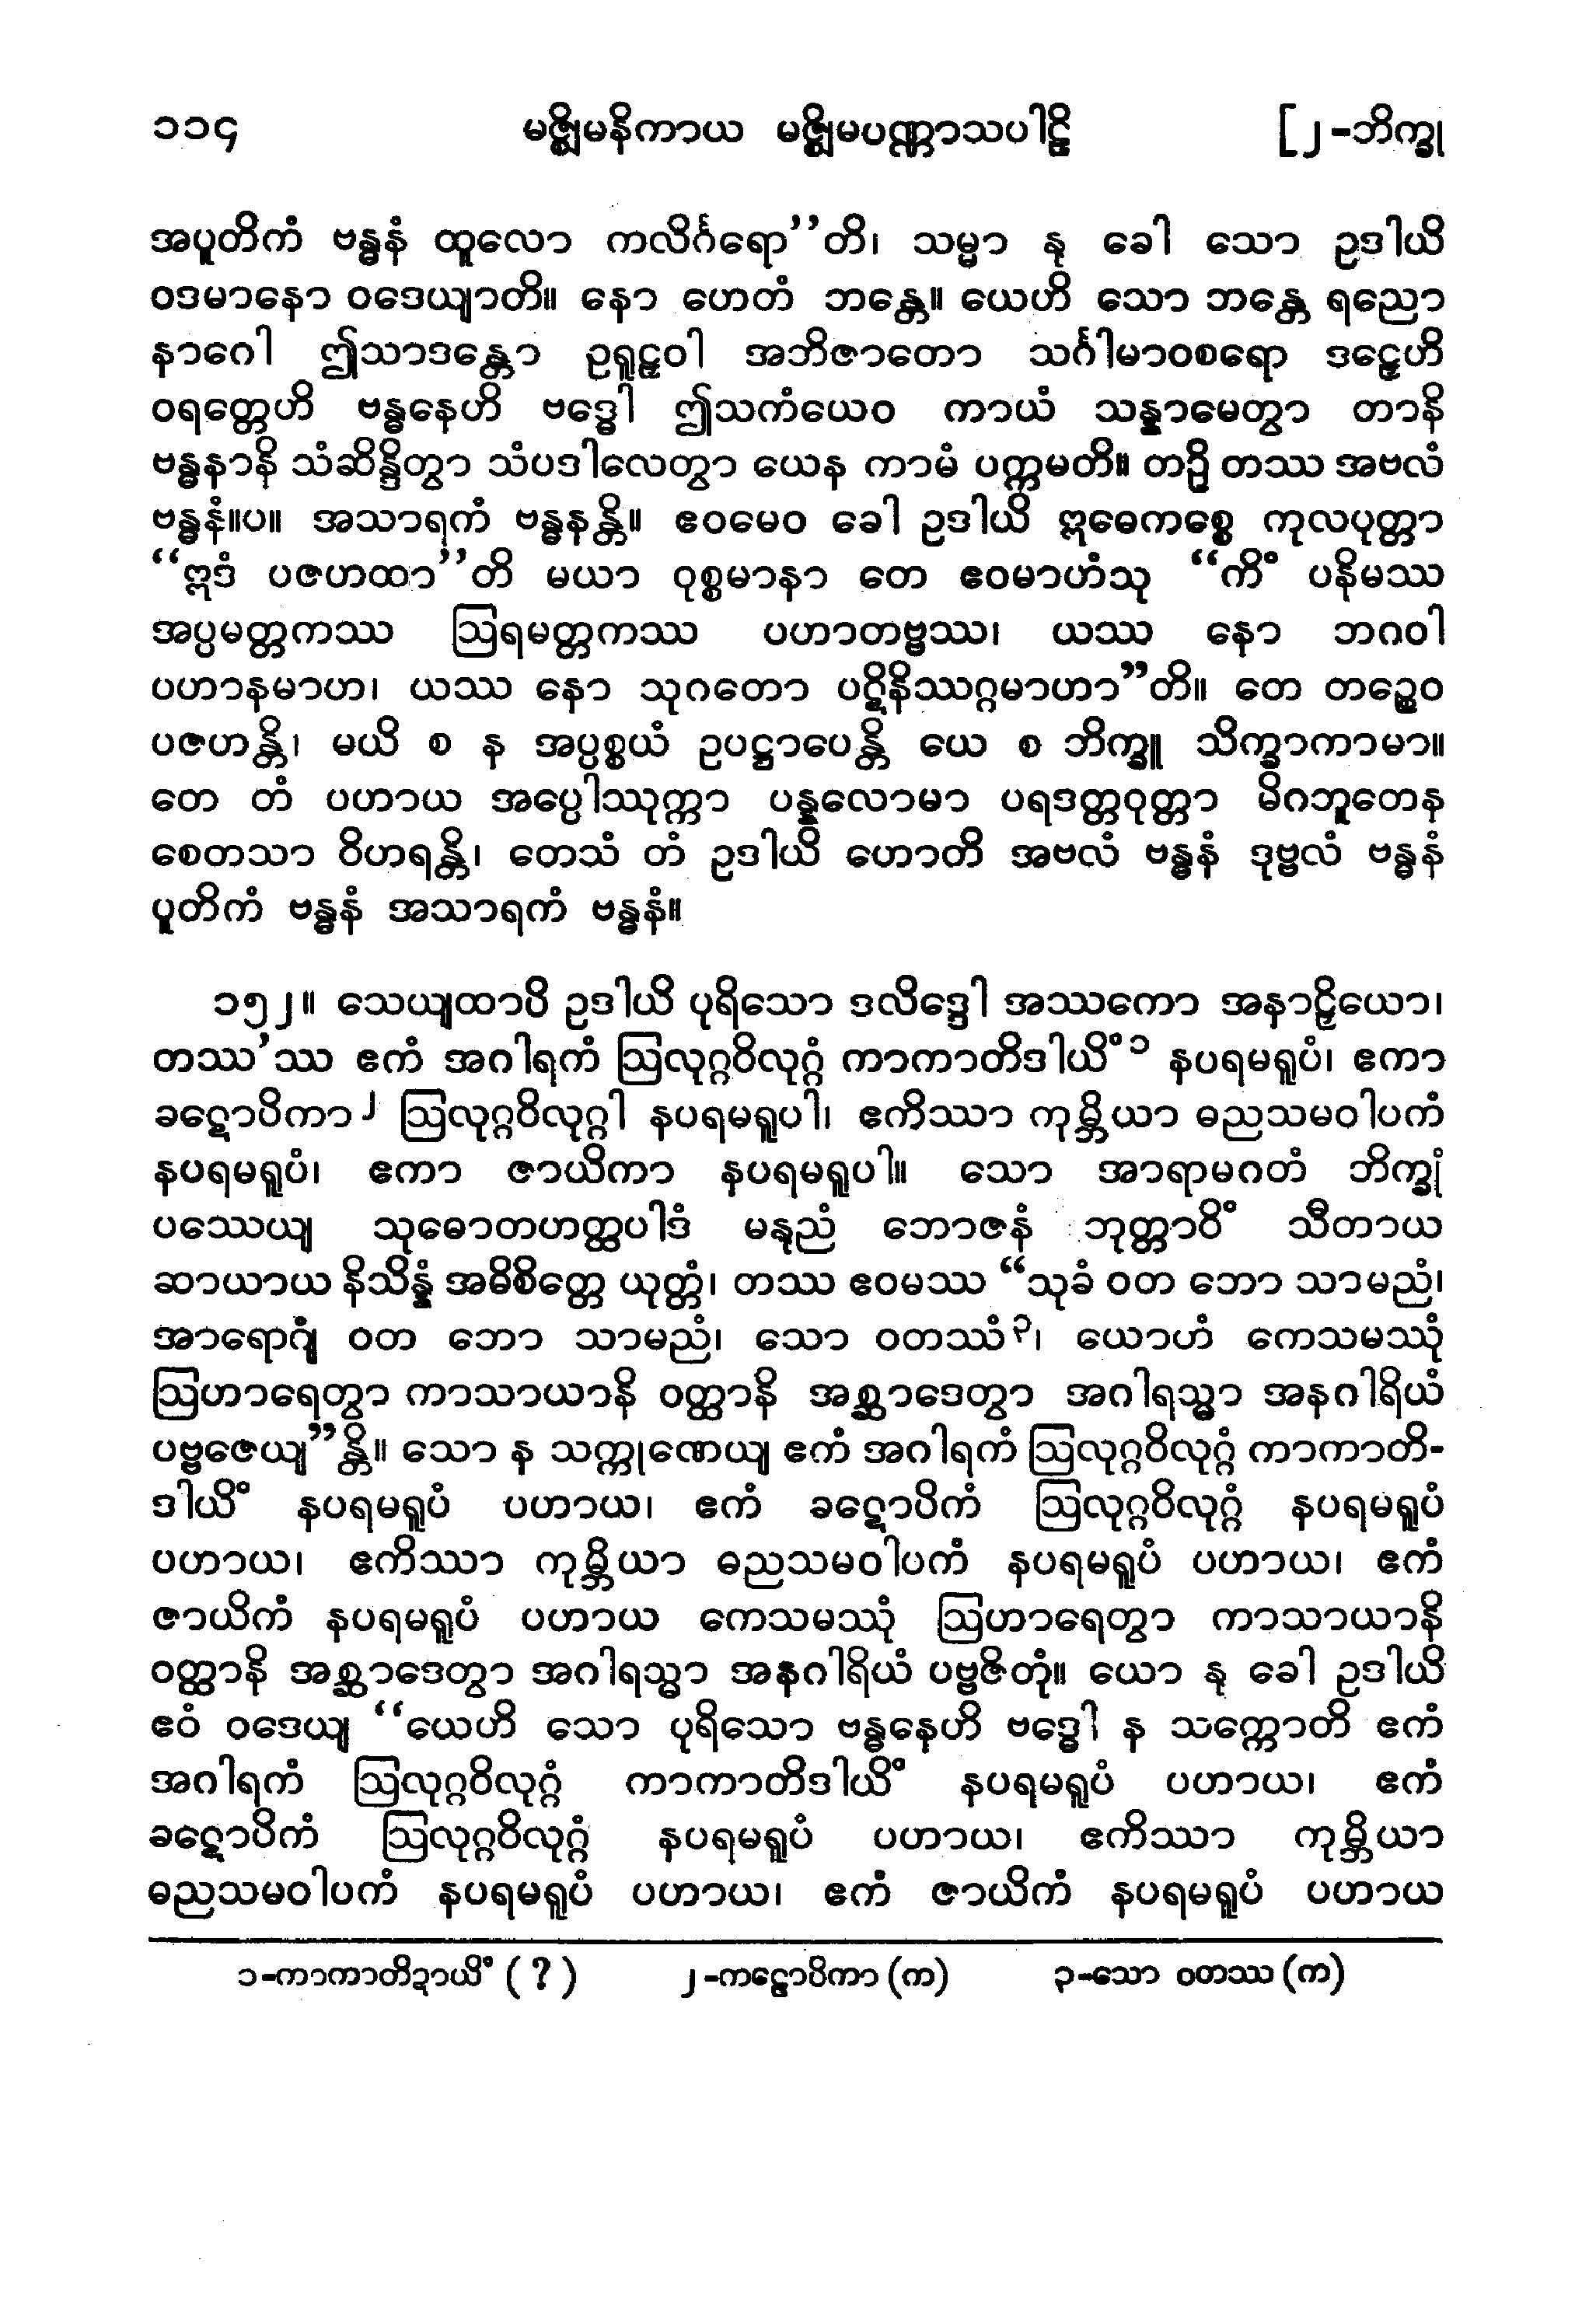 ၁၁၄ မဇ္ဈိမနိကာယ မဇ္ဈိမပဏ္ဏာသပါဠိ [၂-ဘိက္ခု
အပူတိကံ ဗန္ဓနံ ထူလော ကလိင်္ဂရော’’တိ၊ သမ္မာ နု ခေါ သော ဥဒါယိ
ဝဒမာနော ဝဒေယျာတိ။ နော ဟေတံ ဘန္တေ။ ယေဟိ သော ဘန္တေ ရညော
နာဂေါ ဤသာဒန္တော ဥရူဠှဝါ အဘိဇာတော သင်္ဂါမာဝစရော ဒဠှေဟိ
ဝရတ္တေဟိ ဗန္ဓနေဟိ ဗဒ္ဓေါ ဤသကံယေဝ ကာယံ သန္နာမေတွာ တာနိ
ဗန္ဓနာနိ သံဆိန္ဒိတွာ သံပဒါလေတွာ ယေန ကာမံ ပက္ကမတိ။ တဉှိ တဿ အဗလံ
ဗန္ဓနံ။ပ။ အသာရကံ ဗန္ဓနန္တိ။ ဧဝမေဝ ခေါ ဥဒါယိ ဣဓေကစ္စေ ကုလပုတ္တာ
‘‘ဣဒံ ပဇဟထာ’’တိ မယာ ဝုစ္စမာနာ တေ ဧဝမာဟံသု ‘‘ကိံ ပနိမဿ
အပ္ပမတ္တကဿ ဩရမတ္တကဿ ပဟာတဗ္ဗဿ၊ ယဿ နော ဘဂဝါ
ပဟာနမာဟ၊ ယဿ နော သုဂတော ပဋိနိဿဂ္ဂမာဟာ”တိ။ တေ တဉ္စေဝ
ပဇဟန္တိ၊ မယိ စ န အပ္ပစ္စယံ ဥပဋ္ဌာပေန္တိ ယေ စ ဘိက္ခူ သိက္ခာကာမာ။
တေ တံ ပဟာယ အပ္ပေါဿုက္ကာ ပန္နလောမာ ပရဒတ္တဝုတ္တာ မိဂဘူတေန
စေတသာ ဝိဟရန္တိ၊ တေသံ တံ ဥဒါယိ ဟောတိ အဗလံ ဗန္ဓနံ ဒုဗ္ဗလံ ဗန္ဓနံ
ပူတိကံ ဗန္ဓနံ အသာရကံ ဗန္ဓနံ။
၁၅၂။ သေယျထာပိ ဥဒါယိ ပုရိသော ဒလိဒ္ဒေါ အဿကော အနာဠှိယော၊
တဿ’ဿ ဧကံ အဂါရကံ ဩလုဂ္ဂဝိလုဂ္ဂံ ကာကာတိဒါယိံ၁ နပရမရူပံ၊ ဧကာ
ခဋောပိကာ၂ ဩလုဂ္ဂဝိလုဂ္ဂါ နပရမရူပါ၊ ဧကိဿာ ကုမ္ဘိယာ ဓညသမဝါပကံ
နပရမရူပံ၊ ဧကာ ဇာယိကာ နပရမရူပါ။ သော အာရာမဂတံ ဘိက္ခုံ
ပဿေယျ သုဓောတဟတ္ထပါဒံ မနုညံ ဘောဇနံ ဘုတ္တာဝိံ သီတာယ
ဆာယာယ နိသိန္နံ အဓိစိတ္တေ ယုတ္တံ၊ တဿ ဧဝမဿ “သုခံ ဝတ ဘော သာမညံ၊
အာရောဂျံ ဝတ ဘော သာမညံ၊ သော ဝတဿံ၃၊ ယောဟံ ကေသမဿုံ
ဩဟာရေတွာ ကာသာယာနိ ဝတ္ထာနိ အစ္ဆာဒေတွာ အဂါရသ္မာ အနဂါရိယံ
ပဗ္ဗဇေယျ”န္တိ။ သော န သက္ကုဏေယျ ဧကံ အဂါရကံ ဩလုဂ္ဂဝိလုဂ္ဂံ ကာကာတိ-
ဒါယိံ နပရမရူပံ ပဟာယ၊ ဧကံ ခဋောပိကံ ဩလုဂ္ဂဝိလုဂ္ဂံ နပရမရူပံ
ပဟာယ၊ ဧကိဿာ ကုမ္ဘိယာ ဓညသမဝါပကံ နပရမရူပံ ပဟာယ၊ ဧကံ
ဇာယိကံ နပရမရူပံ ပဟာယ ကေသမဿုံ ဩဟာရေတွာ ကာသာယာနိ
ဝတ္ထာနိ အစ္ဆာဒေတွာ အဂါရသ္မာ အနဂါရိယံ ပဗ္ဗဇိတုံ။ ယော နု ခေါ ဥဒါယိ
ဧဝံ ဝဒေယျ ‘‘ယေဟိ သော ပုရိသော ဗန္ဓနေဟိ ဗဒ္ဓေါ န သက္ကောတိ ဧကံ
အဂါရကံ ဩလုဂ္ဂဝိလုဂ္ဂံ ကာကာတိဒါယိံ နပရမရူပံ ပဟာယ၊ ဧကံ
ခဋောပိကံ ဩလုဂ္ဂဝိလုဂ္ဂံ နပရမရူပံ ပဟာယ၊ ဧကိဿာ ကုမ္ဘိယာ
ဓညသမဝါပကံ နပရမရူပံ ပဟာယ၊ ဧကံ ဇာယိကံ နပရမရူပံ ပဟာယ
၁-ကာကာတိဍာယိံ (?) ၂-ကဠောပိကာ (က) ၃-သော ဝတဿ (က)